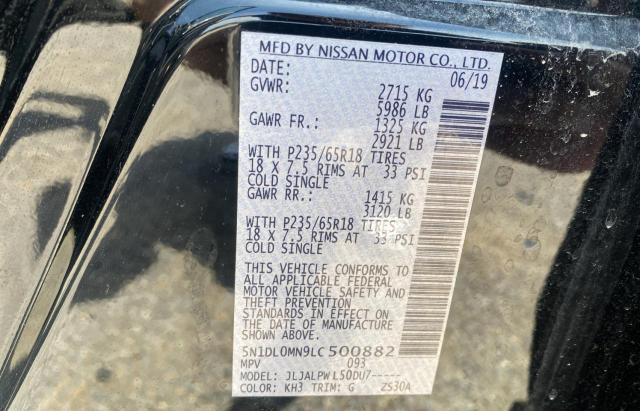 MFD BY NISSAN MOTOR CO., LTD.
DATE: 06/19
GVWR: 2715 KG
5986 LB
GAWR FR.: 1325 KG
2921 LB
WITH P235/65R18 TIRES
18 X 7.5 RIMS AT 33 PSI
COLD SINGLE
GAWR RR.: 1415 KG
3120 LB
WITH P235/65R18 TIRES
18 X 7.5 RIMS AT 33 PSI
COLD SINGLE
THIS VEHICLE CONFORMS TO
ALL APPLICABLE FEDERAL
MOTOR VEHICLE SAFETY AND
THEFT PREVENTION
STANDARDS IN EFFECT ON
THE DATE OF MANUFACTURE
SHOWN ABOVE.
5N1DL0MN9LC500882
MPV 093
MODEL: JLJALPWL50DU7-----
COLOR: KH3 TRIM: G ZS30A